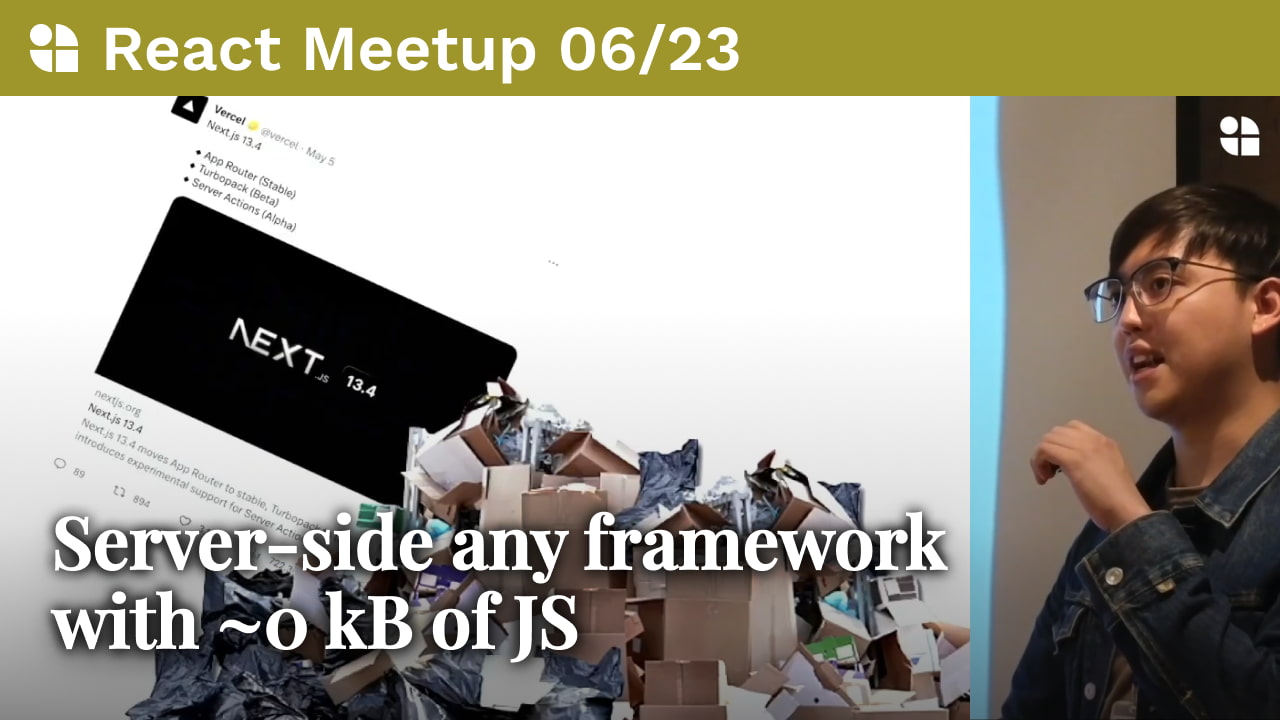 React Meetup 06/23
Vercel @vercel · May 5
Next.js 13.4
◆ App Router (Stable)
◆ Turbopack (Beta)
◆ Server Actions (Alpha)
...
NEXT.JS 13.4
nextjs.org
Next.js 13.4
Next.js 13.4 moves App Router to stable, Turbopack
introduces experimental support for Server Actio
89
894
Server-side any framework
with ~0 kB of JS